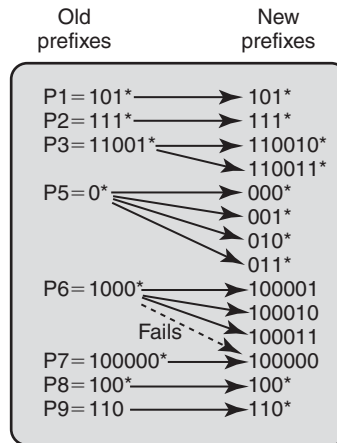 Old prefixes
New prefixes
P1=101* 101*
P2=111* 111*
P3=11001* 110010*
110011*
P5=0* 000*
001*
010*
011*
P6=1000* 100001
100010
Fails 100011
P7=100000* 100000
P8=100* 100*
P9=110 110*